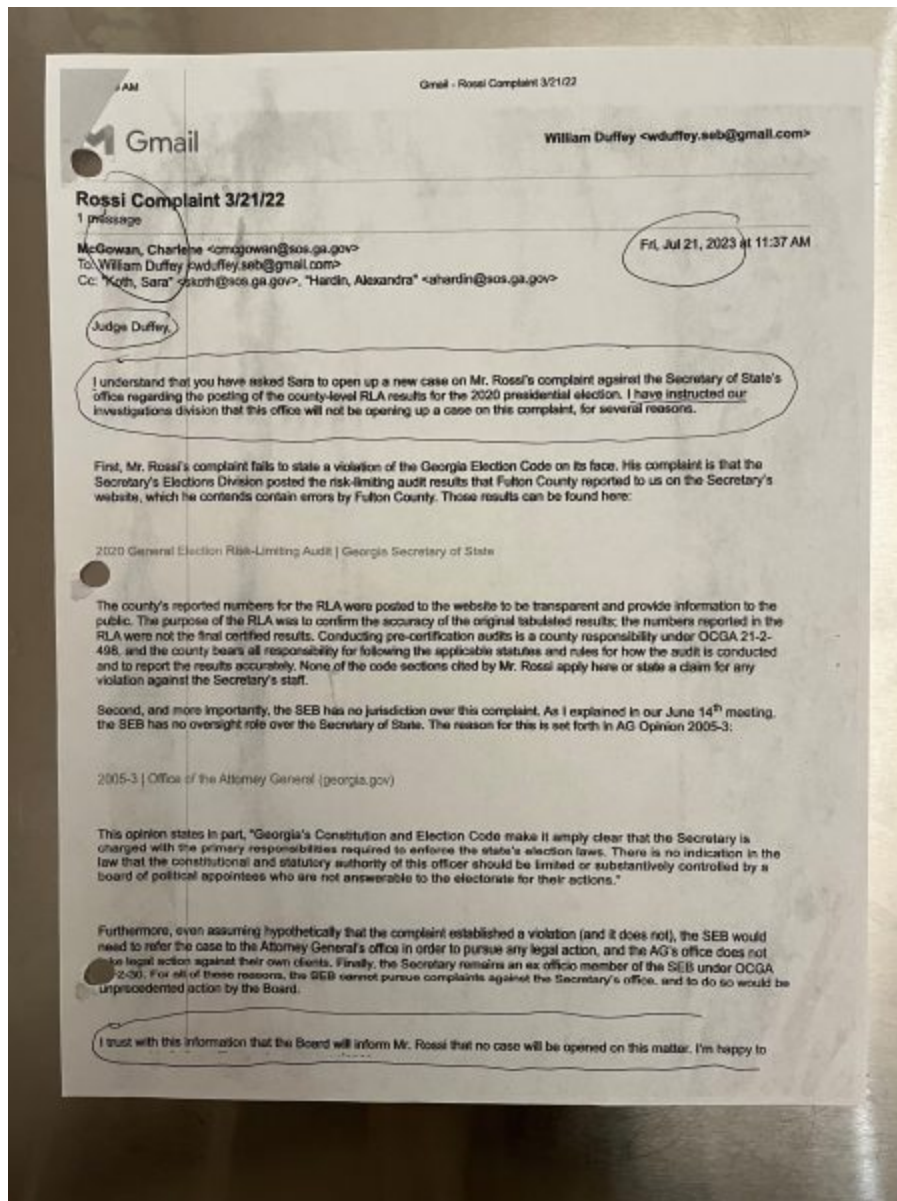 AM
Gmail - Rossi Complaint 3/21/22
Gmail
William Duffey <wduffey.seb@gmail.com>
Rossi Complaint 3/21/22
1 message
McGowan, Charlene <cmcgowan@sos.ga.gov>
Fri, Jul 21, 2023 at 11:37 AM
To: William Duffey <wduffey.seb@gmail.com>
Cc: "Koth, Sara" <skoth@sos.ga.gov>, "Hardin, Alexandra" <ahardin@sos.ga.gov>
Judge Duffey,
I understand that you have asked Sara to open up a new case on Mr. Rossi's complaint against the Secretary of State's
office regarding the posting of the county-level RLA results for the 2020 presidential election. I have instructed our
investigations division that this office will not be opening up a case on this complaint, for several reasons.
First, Mr. Rossi's complaint fails to state a violation of the Georgia Election Code on its face. His complaint is that the
Secretary's Elections Division posted the risk-limiting audit results that Fulton County reported to us on the Secretary's
website, which he contends contain errors by Fulton County. Those results can be found here:
2020 General Election Risk-Limiting Audit | Georgia Secretary of State
The county's reported numbers for the RLA were posted to the website to be transparent and provide information to the
public. The purpose of the RLA was to confirm the accuracy of the original tabulated results; the numbers reported in the
RLA were not the final certified results. Conducting pre-certification audits is a county responsibility under OCGA 21-2-
498, and the county bears all responsibility for following the applicable statutes and rules for how the audit is conducted
and to report the results accurately. None of the code sections cited by Mr. Rossi apply here or state a claim for any
violation against the Secretary's staff.
Second, and more importantly, the SEB has no jurisdiction over this complaint. As I explained in our June 14th meeting,
the SEB has no oversight role over the Secretary of State. The reason for this is set forth in AG Opinion 2005-3:
2005-3 | Office of the Attorney General (georgia.gov)
This opinion states in part, "Georgia's Constitution and Election Code make it amply clear that the Secretary is
charged with the primary responsibilities required to enforce the state's election laws. There is no indication in the
law that the constitutional and statutory authority of this officer should be limited or substantively controlled by a
board of political appointees who are not answerable to the electorate for their actions."
Furthermore, even assuming hypothetically that the complaint established a violation (and it does not), the SEB would
need to refer the case to the Attorney General's office in order to pursue any legal action, and the AG's office does not
legal action against their own clients. Finally, the Secretary remains an ex officio member of the SEB under OCGA
2-30. For all of these reasons, the SEB cannot pursue complaints against the Secretary's office, and to do so would be
unprecedented action by the Board.
I trust with this information that the Board will inform Mr. Rossi that no case will be opened on this matter. I'm happy to